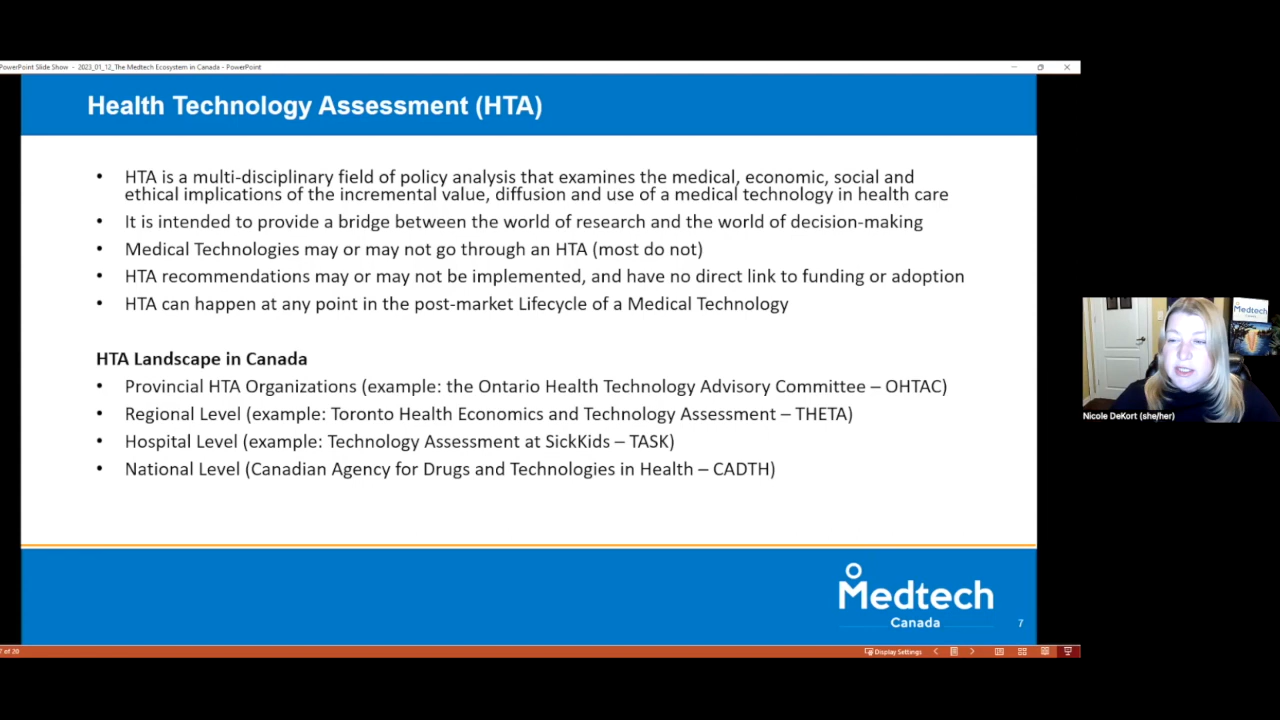 PowerPoint Slide Show - 2023_01_12_The Medtech Ecosystem in Canada - PowerPoint
Health Technology Assessment (HTA)
• HTA is a multi-disciplinary field of policy analysis that examines the medical, economic, social and
ethical implications of the incremental value, diffusion and use of a medical technology in health care
• It is intended to provide a bridge between the world of research and the world of decision-making
• Medical Technologies may or may not go through an HTA (most do not)
• HTA recommendations may or may not be implemented, and have no direct link to funding or adoption
• HTA can happen at any point in the post-market Lifecycle of a Medical Technology
HTA Landscape in Canada
• Provincial HTA Organizations (example: the Ontario Health Technology Advisory Committee – OHTAC)
• Regional Level (example: Toronto Health Economics and Technology Assessment – THETA)
• Hospital Level (example: Technology Assessment at SickKids – TASK)
• National Level (Canadian Agency for Drugs and Technologies in Health – CADTH)
Medtech
Canada
7
of 20
Display Settings
Medtech
Nicole DeKort (she/her)